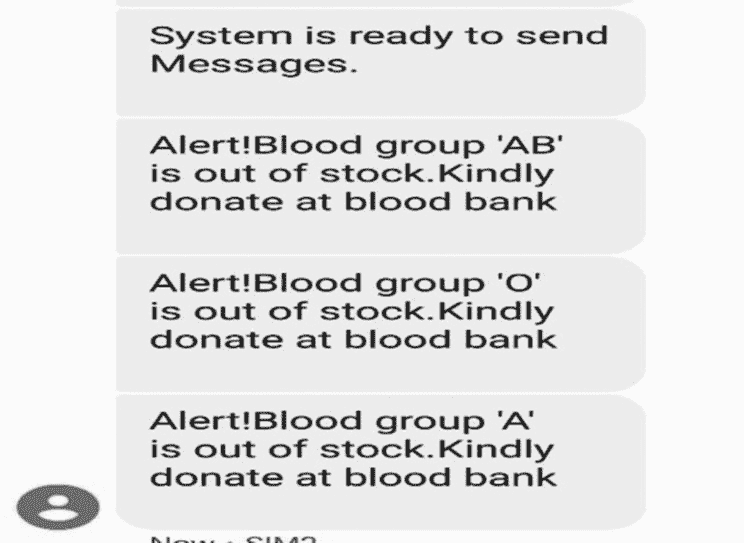 System is ready to send
Messages.
Alert!Blood group 'AB'
is out of stock.Kindly
donate at blood bank
Alert!Blood group 'O'
is out of stock.Kindly
donate at blood bank
Alert!Blood group 'A'
is out of stock.Kindly
donate at blood bank
Now • SIM2